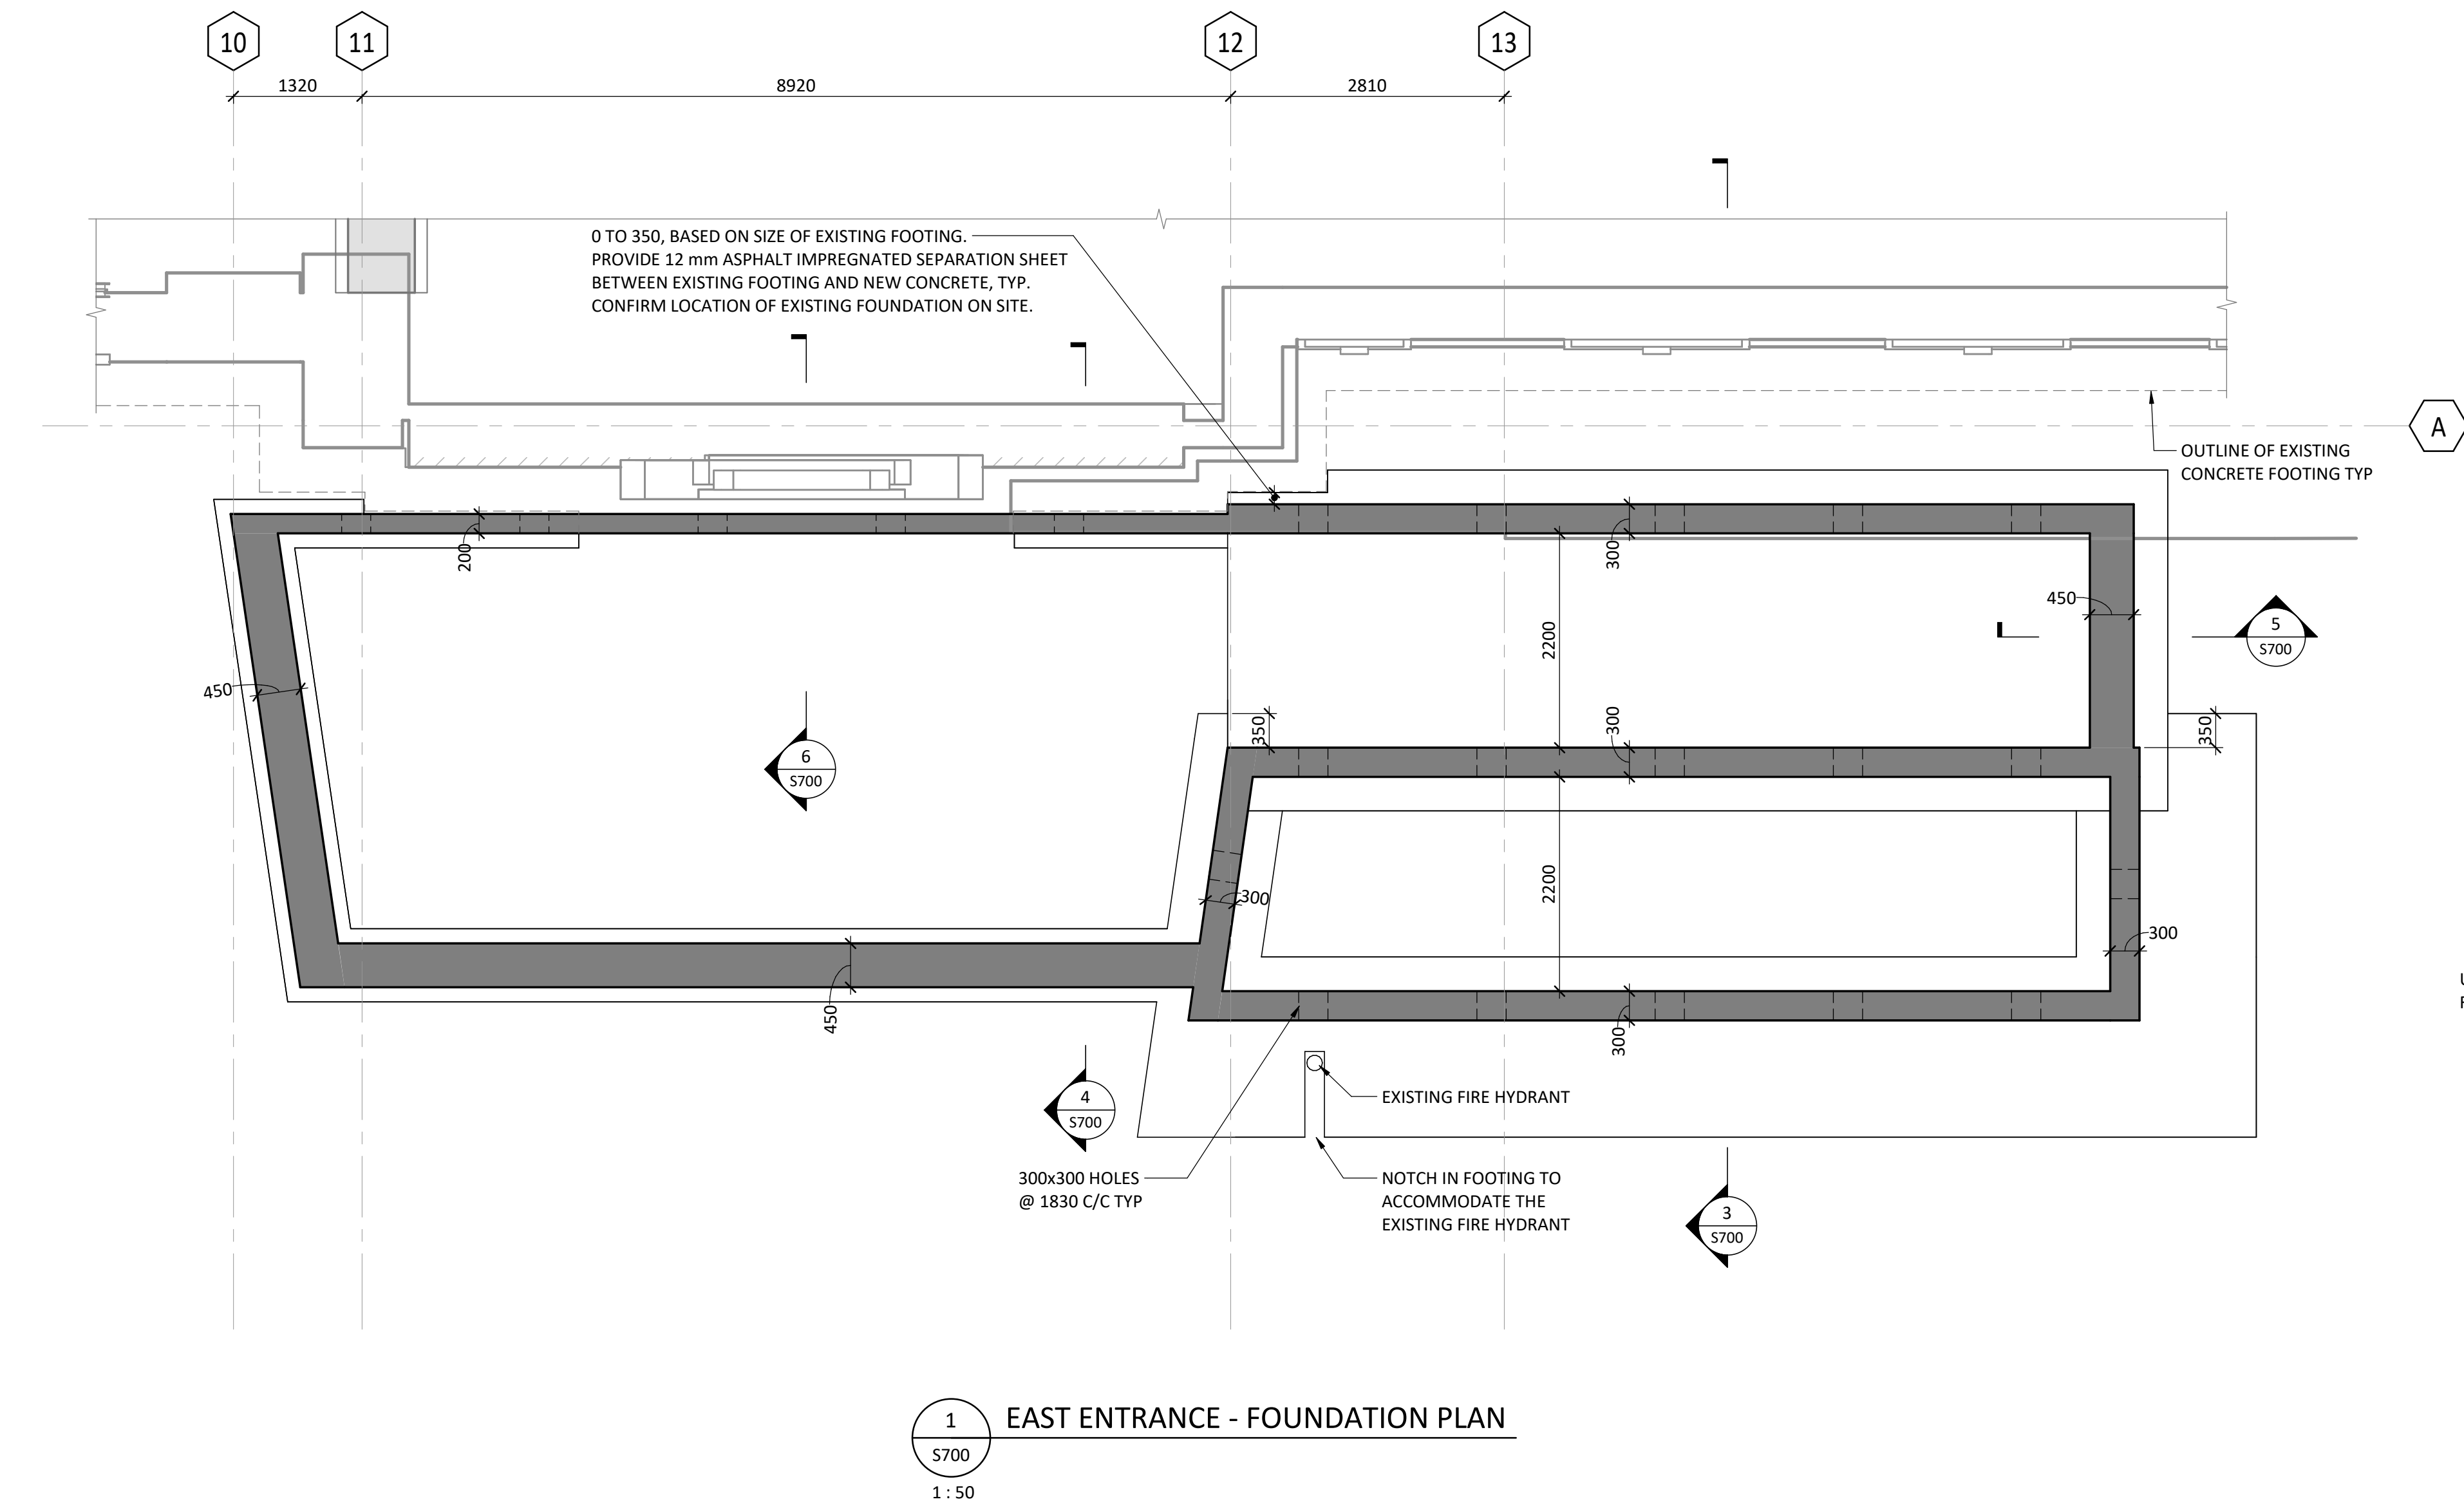 10
11
12
13
1320
8920
2810
0 TO 350, BASED ON SIZE OF EXISTING FOOTING.
PROVIDE 12 mm ASPHALT IMPREGNATED SEPARATION SHEET
BETWEEN EXISTING FOOTING AND NEW CONCRETE, TYP.
CONFIRM LOCATION OF EXISTING FOUNDATION ON SITE.
A
OUTLINE OF EXISTING
CONCRETE FOOTING TYP
200
300
450
5
S700
2200
450
350
300
350
6
S700
2200
300
300
450
300
4
S700
EXISTING FIRE HYDRANT
300x300 HOLES
@ 1830 C/C TYP
NOTCH IN FOOTING TO
ACCOMMODATE THE
EXISTING FIRE HYDRANT
3
S700
1
S700
EAST ENTRANCE - FOUNDATION PLAN
1 : 50